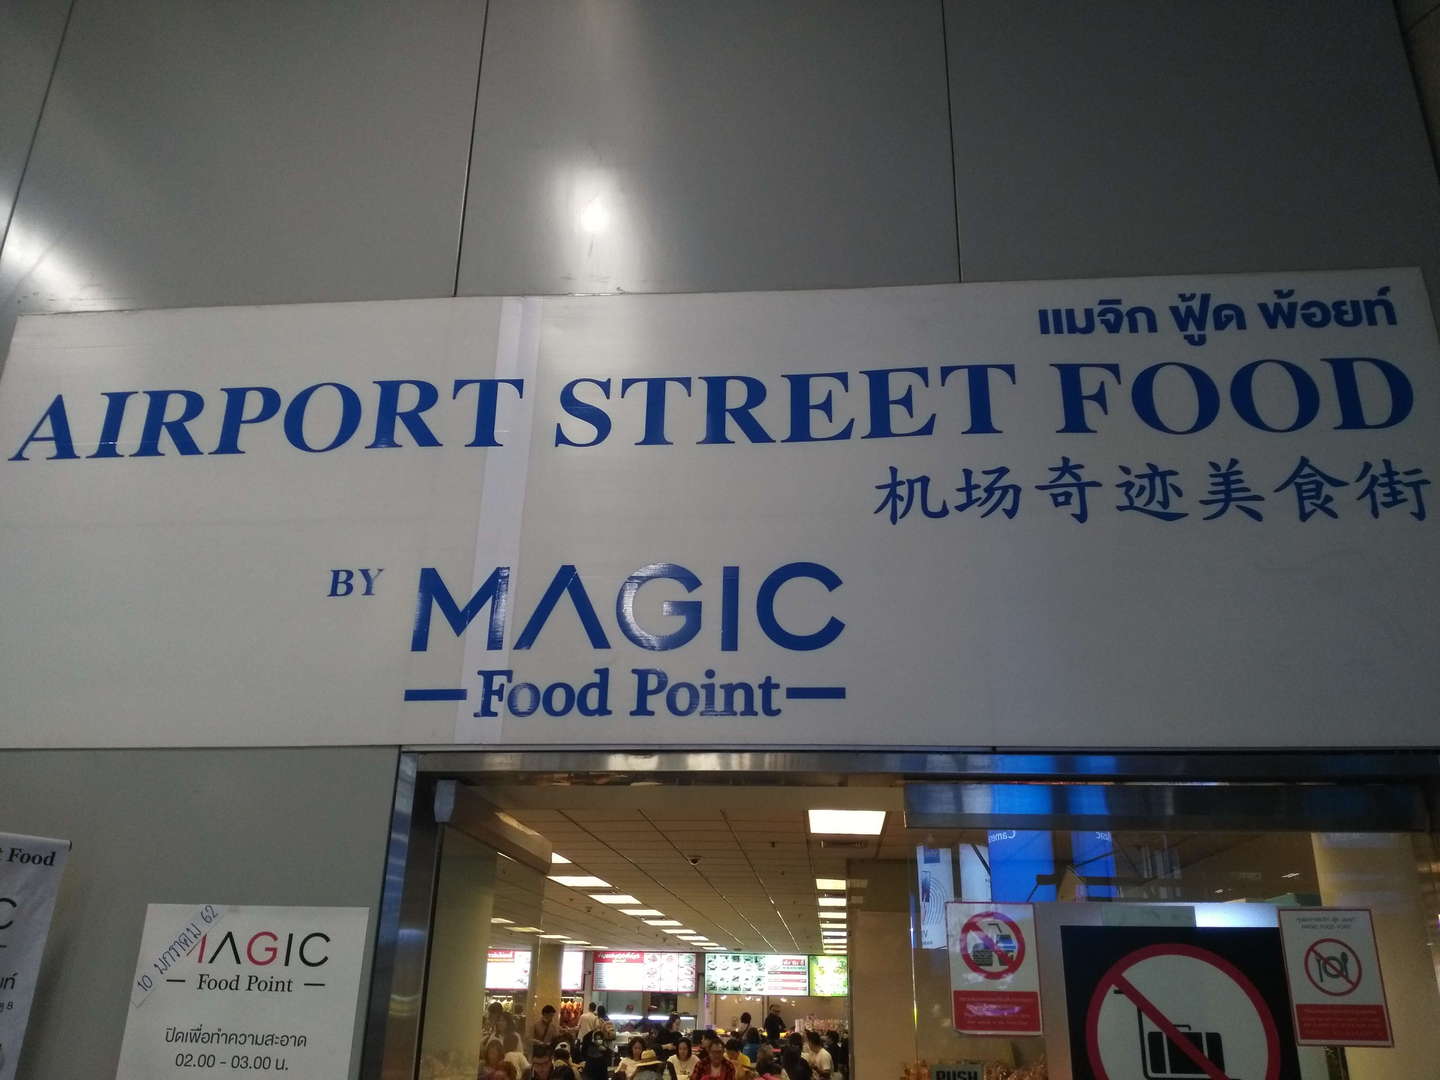 แมจิก ฟู้ด พ้อยท์
AIRPORT STREET FOOD
机场奇迹美食街
BY MAGIC
Food Point
t Food
10 มกราคม 62
MAGIC
Food Point
ปิดเพื่อทำความสะอาด
02.00 - 03.00 น.
PUSH